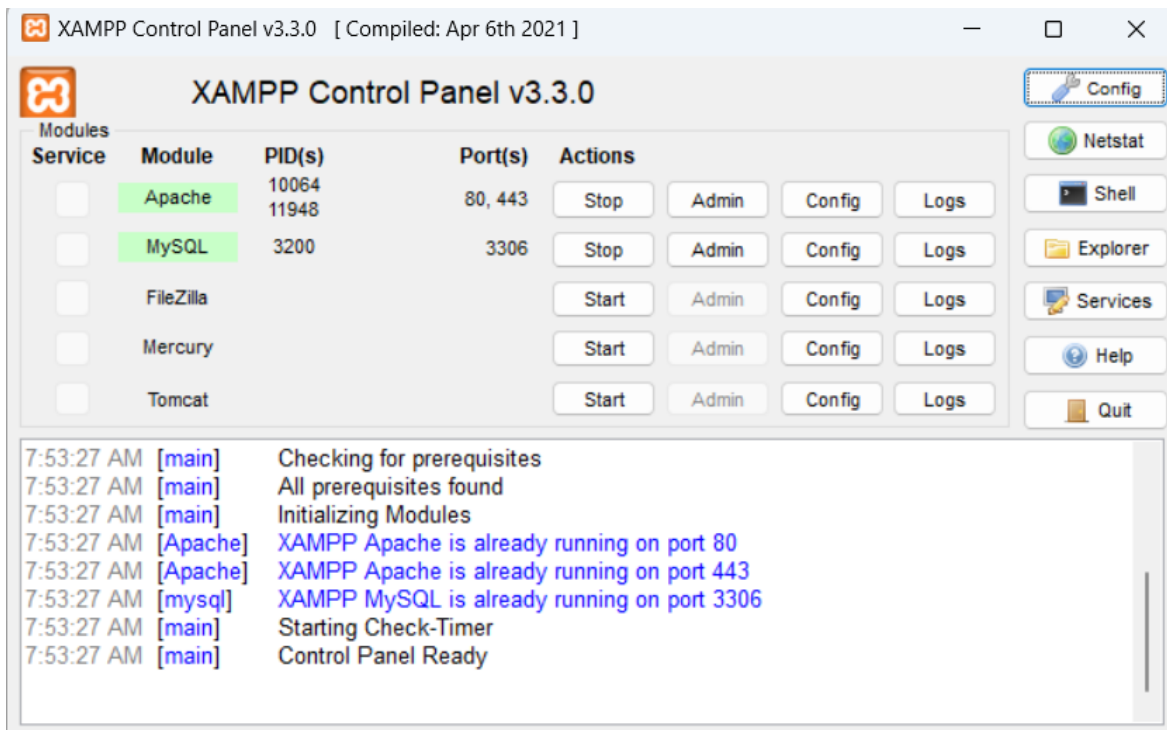 XAMPP Control Panel v3.3.0 [ Compiled: Apr 6th 2021 ]
XAMPP Control Panel v3.3.0
Config
Modules
Service Module PID(s) Port(s) Actions
Netstat
Apache 10064 11948 80, 443 Stop Admin Config Logs
Shell
MySQL 3200 3306 Stop Admin Config Logs
Explorer
FileZilla Start Admin Config Logs
Services
Mercury Start Admin Config Logs
Help
Tomcat Start Admin Config Logs
Quit
7:53:27 AM [main] Checking for prerequisites
7:53:27 AM [main] All prerequisites found
7:53:27 AM [main] Initializing Modules
7:53:27 AM [Apache] XAMPP Apache is already running on port 80
7:53:27 AM [Apache] XAMPP Apache is already running on port 443
7:53:27 AM [mysql] XAMPP MySQL is already running on port 3306
7:53:27 AM [main] Starting Check-Timer
7:53:27 AM [main] Control Panel Ready